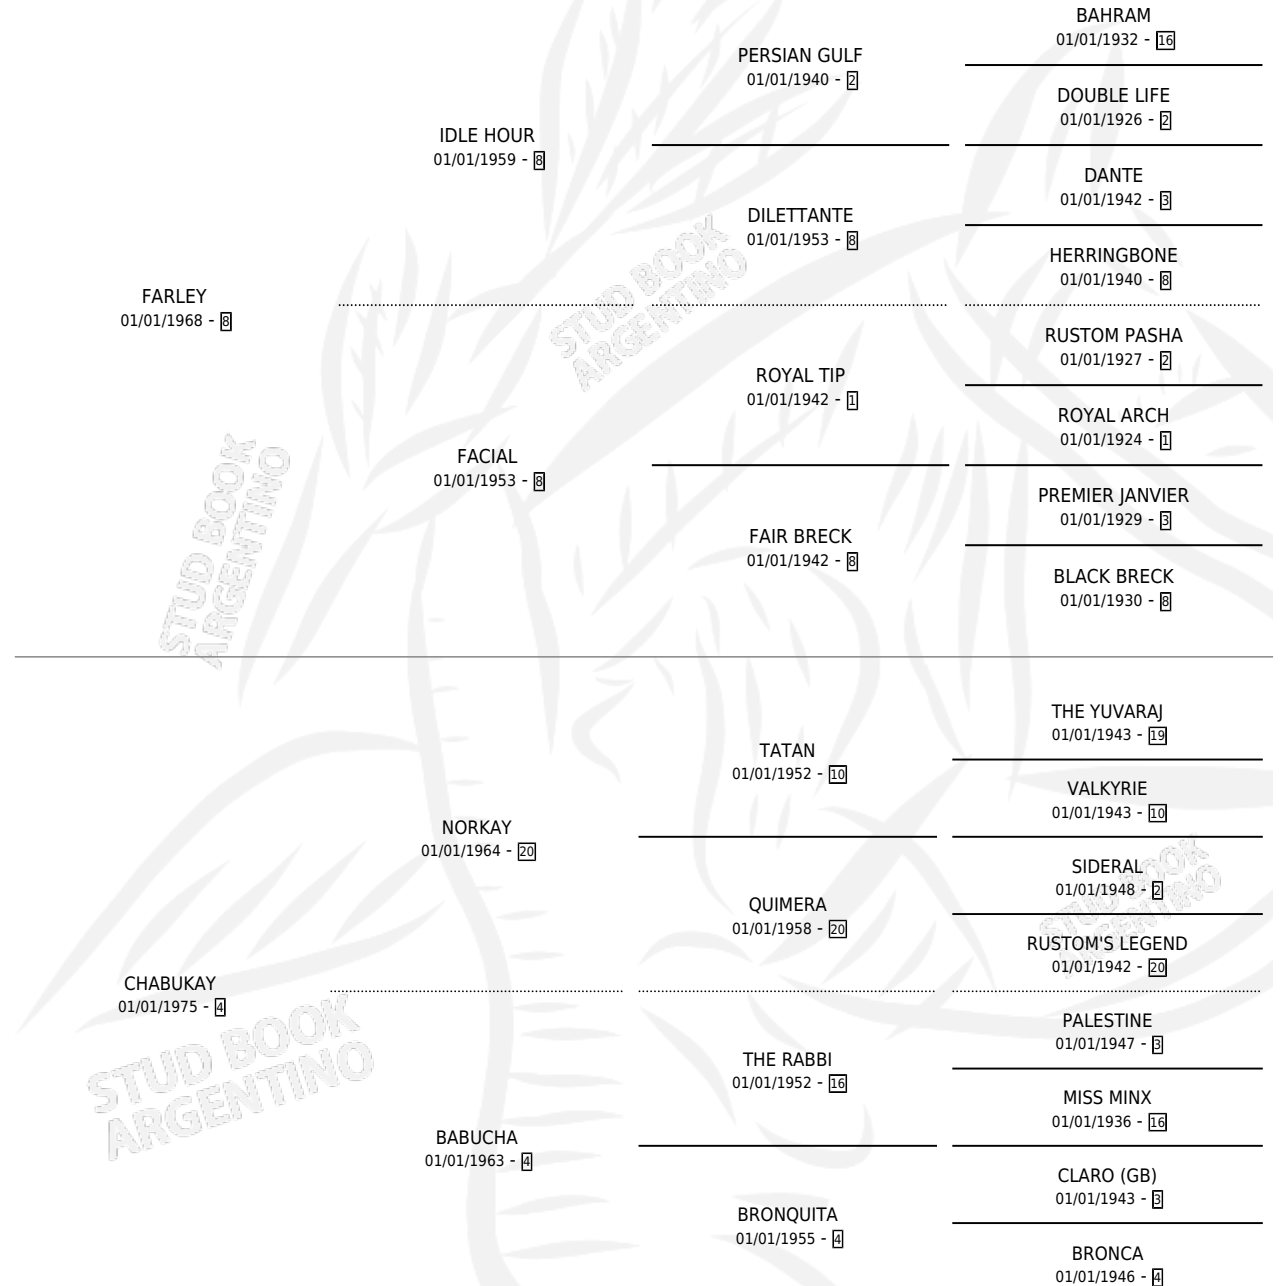 BAHRAM
01/01/1932 - 16
PERSIAN GULF
01/01/1940 - 2
DOUBLE LIFE
01/01/1926 - 2
IDLE HOUR
01/01/1959 - 8
DANTE
01/01/1942 - 3
DILETTANTE
01/01/1953 - 8
HERRINGBONE
01/01/1940 - 8
FARLEY
01/01/1968 - 8
STUD BOOK
ARGENTINO
RUSTOM PASHA
01/01/1927 - 2
ROYAL TIP
01/01/1942 - 1
ROYAL ARCH
01/01/1924 - 1
FACIAL
01/01/1953 - 8
PREMIER JANVIER
01/01/1929 - 3
FAIR BRECK
01/01/1942 - 8
BLACK BRECK
01/01/1930 - 8
STUD BOOK
ARGENTINO
THE YUVARAJ
01/01/1943 - 19
TATAN
01/01/1952 - 10
VALKYRIE
01/01/1943 - 10
NORKAY
01/01/1964 - 20
SIDERAL
01/01/1948 - 2
QUIMERA
01/01/1958 - 20
RUSTOM'S LEGEND
01/01/1942 - 20
STUD BOOK
ARGENTINO
CHABUKAY
01/01/1975 - 4
PALESTINE
01/01/1947 - 3
THE RABBI
01/01/1952 - 16
MISS MINX
01/01/1936 - 16
STUD BOOK
ARGENTINO
BABUCHA
01/01/1963 - 4
CLARO (GB)
01/01/1943 - 3
BRONQUITA
01/01/1955 - 4
BRONCA
01/01/1946 - 4